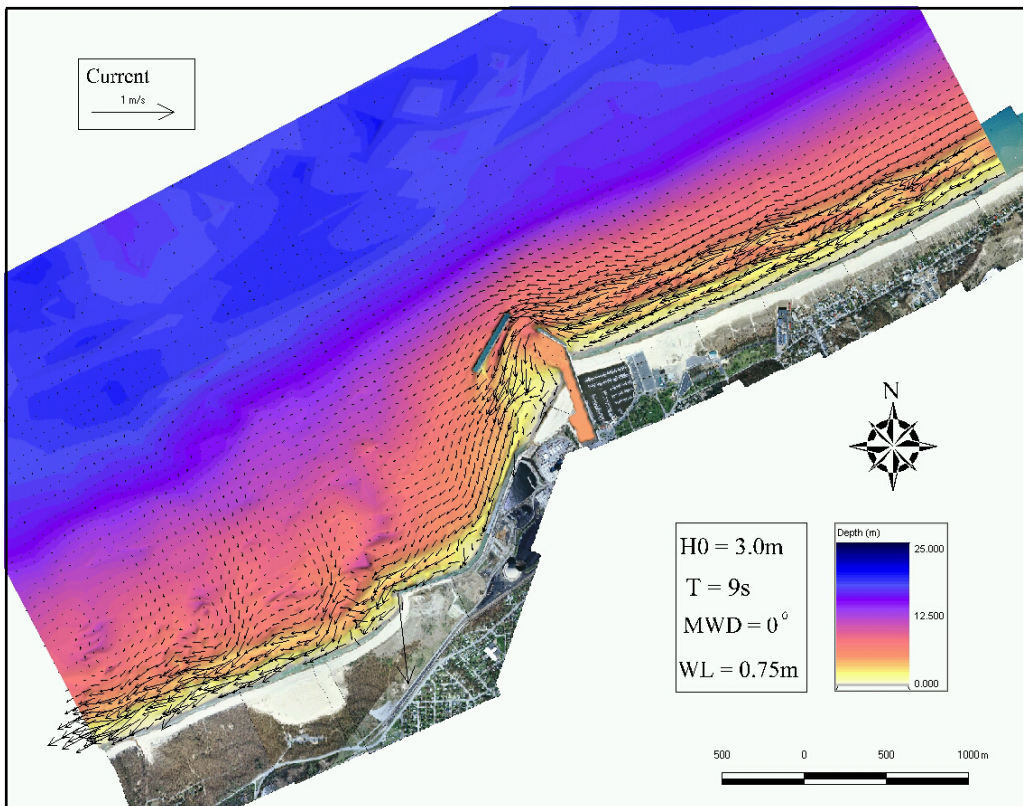 Current
1 m/s
N
H0 = 3.0m
T = 9s
MWD = 0⁰
WL = 0.75m
Depth (m)
25.000
12.500
0.000
500 0 500 1000 m